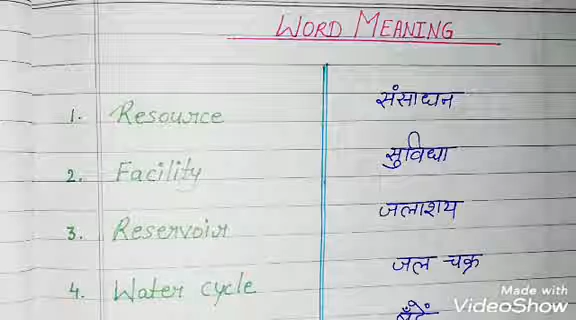 WORD MEANING
1. Resource संसाधन
2. Facility सुविधा
3. Reservoir जलाशय
4. Water cycle जल चक्र
Made with
VideoShow